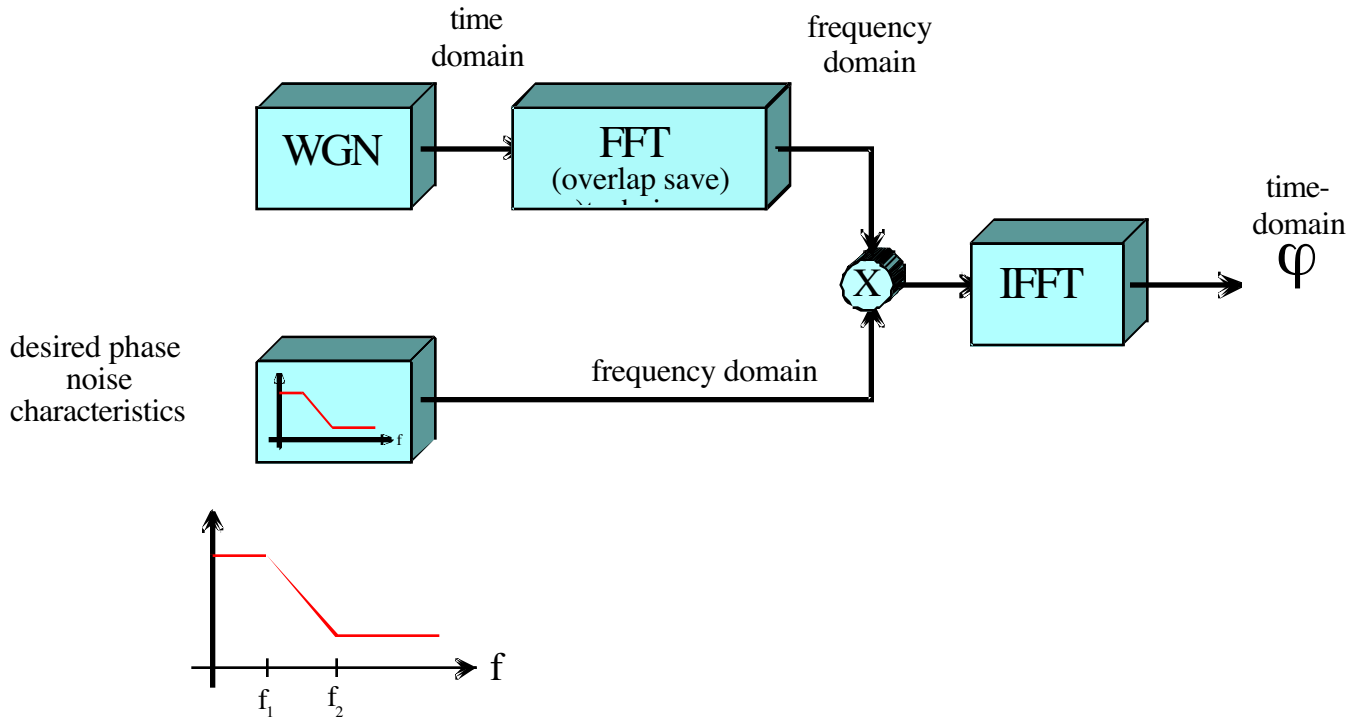 time
domain
frequency
domain
WGN
FFT
(overlap save)
time-
domain
φ
X
IFFT
desired phase
noise
characteristics
frequency domain
f
f
f₁
f₂